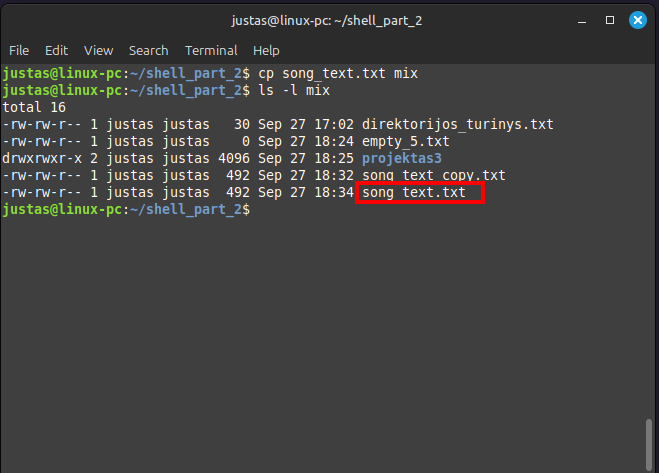 justas@linux-pc: ~/shell_part_2
File Edit View Search Terminal Help
justas@linux-pc:~/shell_part_2$ cp song_text.txt mix
justas@linux-pc:~/shell_part_2$ ls -l mix
total 16
-rw-rw-r-- 1 justas justas   30 Sep 27 17:02 direktorijos_turinys.txt
-rw-rw-r-- 1 justas justas    0 Sep 27 18:24 empty_5.txt
drwxrwxr-x 2 justas justas 4096 Sep 27 18:25 projektas3
-rw-rw-r-- 1 justas justas  492 Sep 27 18:32 song_text_copy.txt
-rw-rw-r-- 1 justas justas  492 Sep 27 18:34 song_text.txt
justas@linux-pc:~/shell_part_2$